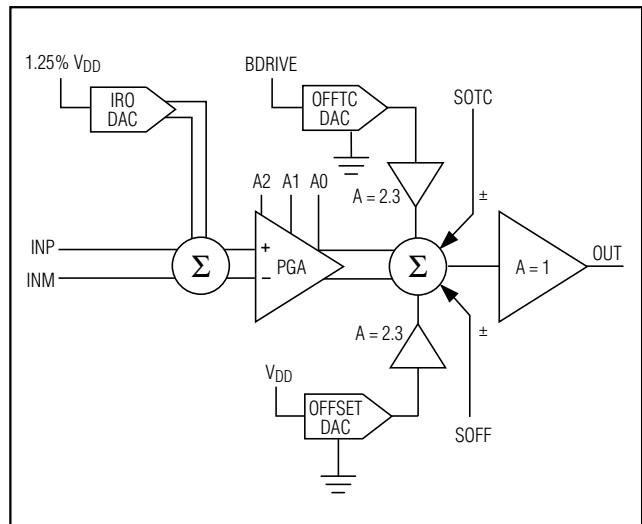 1.25% VDD
IRO
DAC
BDRIVE
OFFTC
DAC
SOTC
A = 2.3
±
A2
A1
A0
INP
INM
Σ
+
−
PGA
Σ
A = 1
OUT
A = 2.3
±
VDD
OFFSET
DAC
SOFF